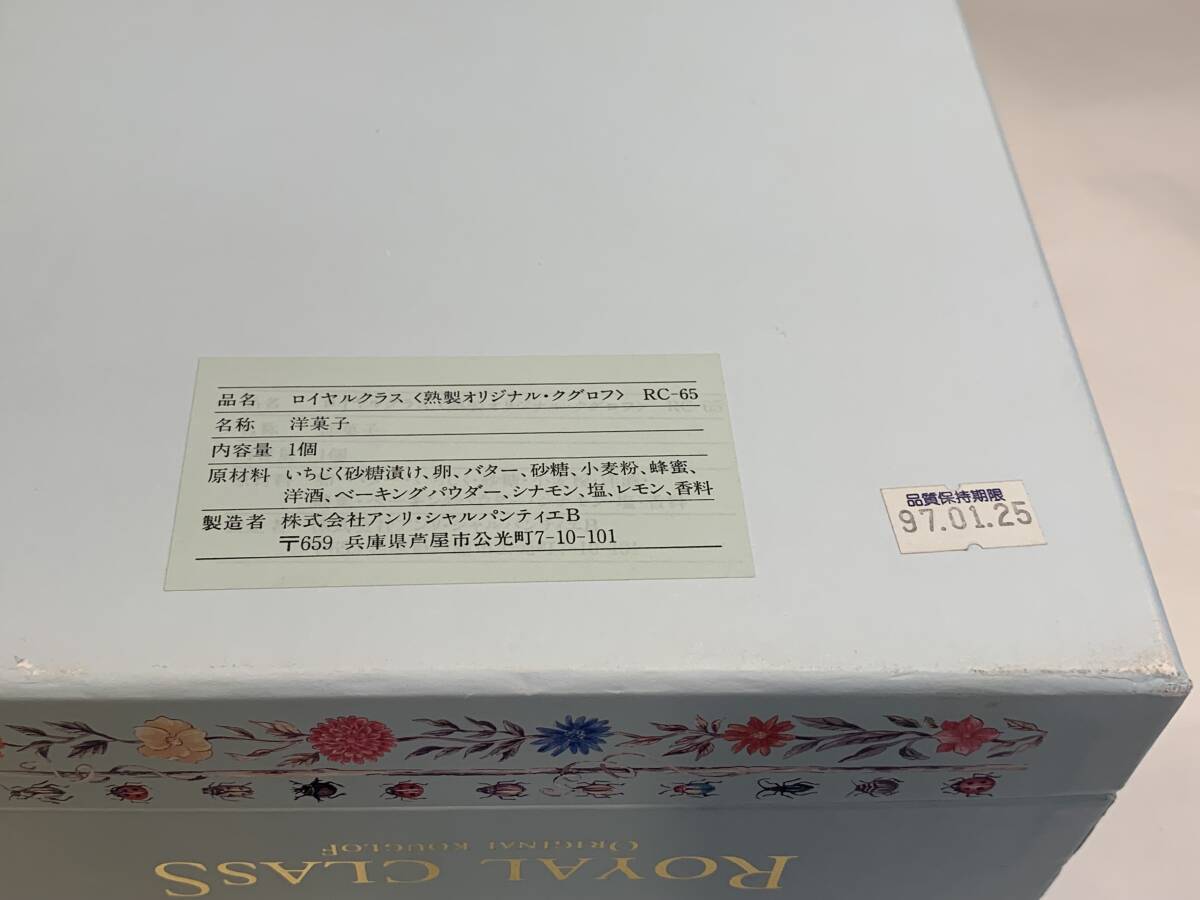 品名 ロイヤルクラス〈熟製オリジナル・クグロフ〉 RC-65
名称 洋菓子
内容量 1個
原材料 いちじく砂糖漬け、卵、バター、砂糖、小麦粉、蜂蜜、
洋酒、ベーキングパウダー、シナモン、塩、レモン、香料
製造者 株式会社アンリ・シャルパンティエB
〒659 兵庫県芦屋市公光町7-10-101
品質保持期限
97.01.25
ROYAL CLASS
ORIGINAL KOUGLOF